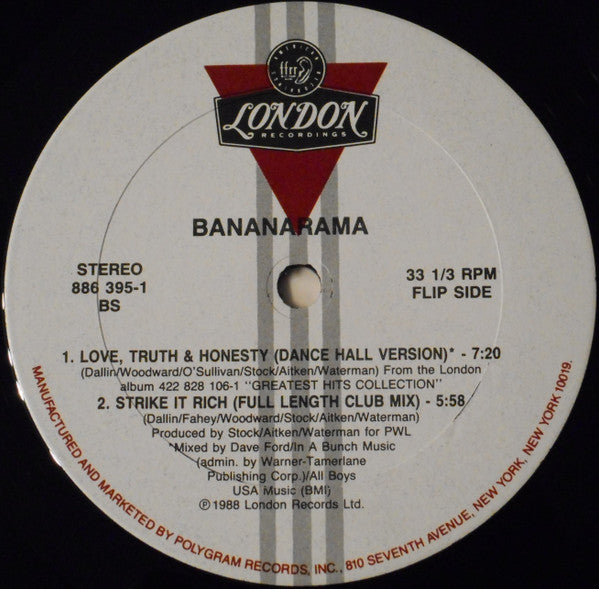 AMERICAN
ffrr
LONDON
RECORDINGS
BANANARAMA
STEREO
886 395-1
BS
33 1/3 RPM
FLIP SIDE
1. LOVE, TRUTH & HONESTY (DANCE HALL VERSION)* - 7:20
(Dallin/Woodward/O'Sullivan/Stock/Aitken/Waterman) From the London
album 422 828 106-1 "GREATEST HITS COLLECTION"
2. STRIKE IT RICH (FULL LENGTH CLUB MIX) - 5:58
(Dallin/Fahey/Woodward/Stock/Aitken/Waterman)
Produced by Stock/Aitken/Waterman for PWL
*Mixed by Dave Ford/In A Bunch Music
(admin. by Warner-Tamerlane
Publishing Corp.)/All Boys
USA Music (BMI)
℗1988 London Records Ltd.
MANUFACTURED AND MARKETED BY POLYGRAM RECORDS, INC., 810 SEVENTH AVENUE, NEW YORK, NEW YORK 10019.